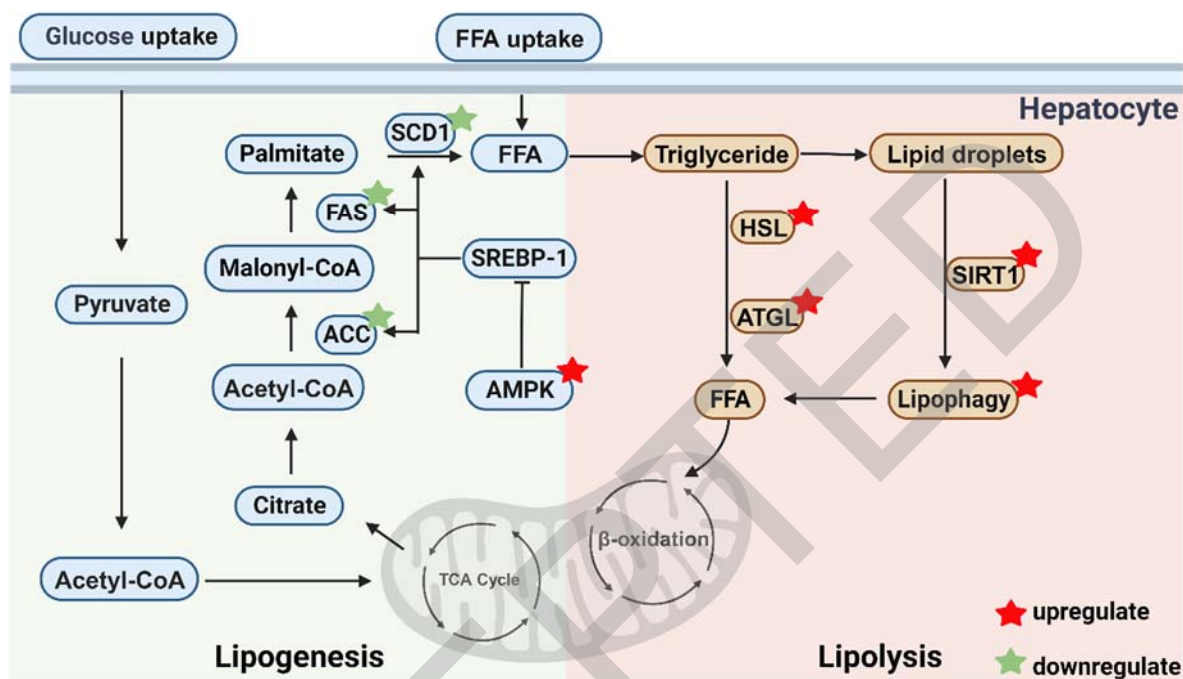 Glucose uptake
FFA uptake
Hepatocyte
SCD1
Palmitate
FFA
Triglyceride
Lipid droplets
FAS
HSL
Malonyl-CoA
SREBP-1
SIRT1
Pyruvate
ACC
ATGL
Acetyl-CoA
AMPK
FFA
Lipophagy
Citrate
β-oxidation
Acetyl-CoA
TCA Cycle
upregulate
Lipogenesis
Lipolysis
downregulate